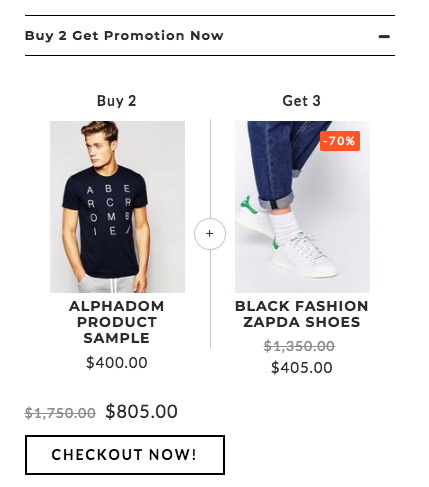 Buy 2 Get Promotion Now
Buy 2
Get 3
A B E
R C R
O M B
I E /
ALPHADOM
PRODUCT
SAMPLE
$400.00
+
-70%
BLACK FASHION
ZAPDA SHOES
$1,350.00
$405.00
$1,750.00 $805.00
CHECKOUT NOW!